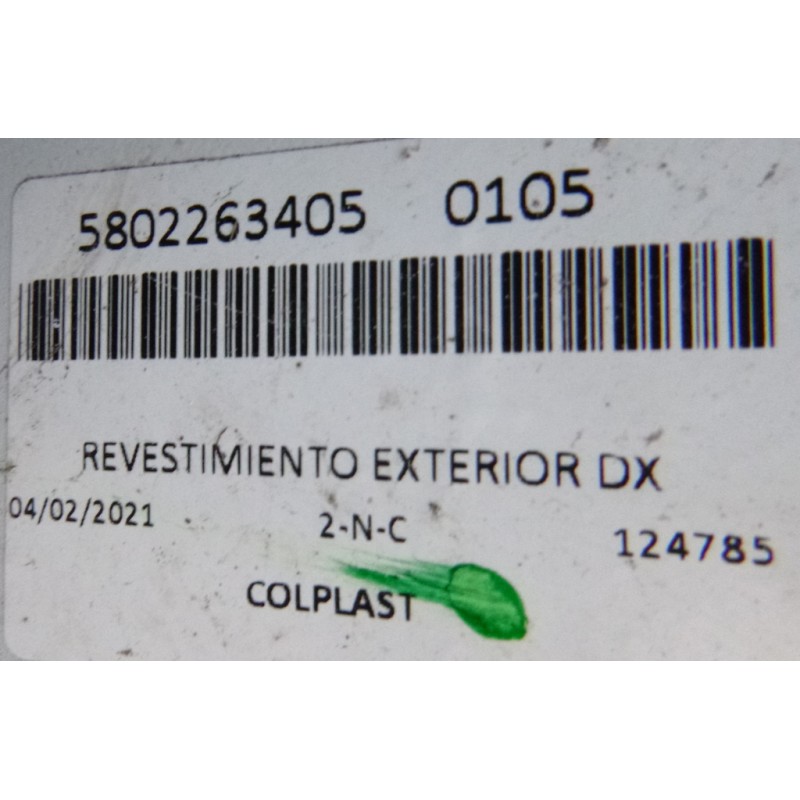 5802263405 0105
REVESTIMIENTO EXTERIOR DX
04/02/2021 2-N-C 124785
COLPLAST